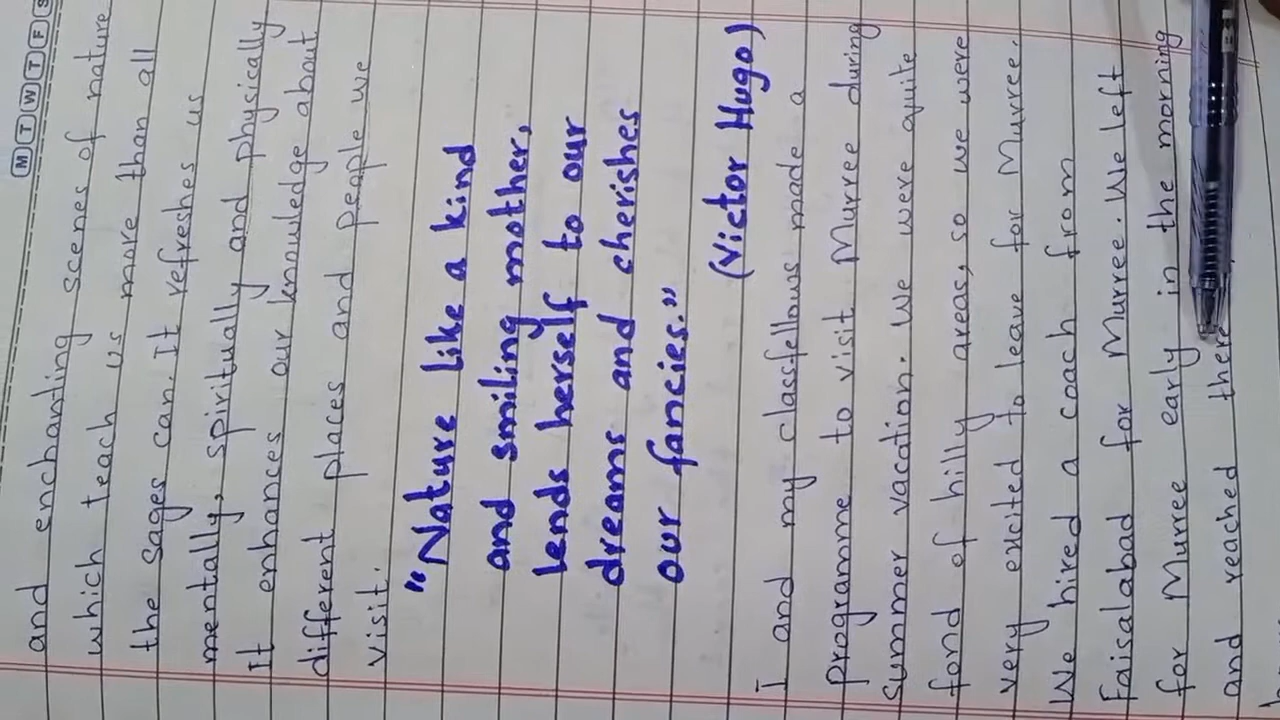 M T W T F S
and enchanting scenes of nature
which teach us more than all
the sages can. It refreshes us
mentally, spiritually and physically
It enhances our knowledge about
different places and people we
visit.
"Nature like a kind
and smiling mother,
lends herself to our
dreams and cherishes
our fancies."
(Victor Hugo)
I and my classfellows made a
programme to visit Murree during
Summer vacation. We were quite
fond of hilly areas, so we were
very excited to leave for Murree.
We hired a coach from
Faisalabad for Murree. We left
for Murree early in the morning
and reached there